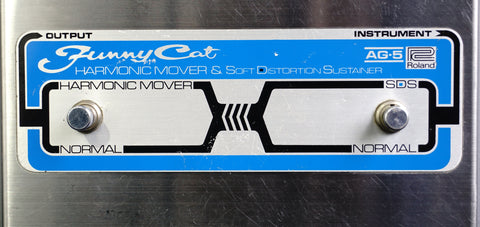 OUTPUT INSTRUMENT
Funny Cat AG-5
HARMONIC MOVER & SOFT DISTORTION SUSTAINER Roland
HARMONIC MOVER SDS
NORMAL NORMAL